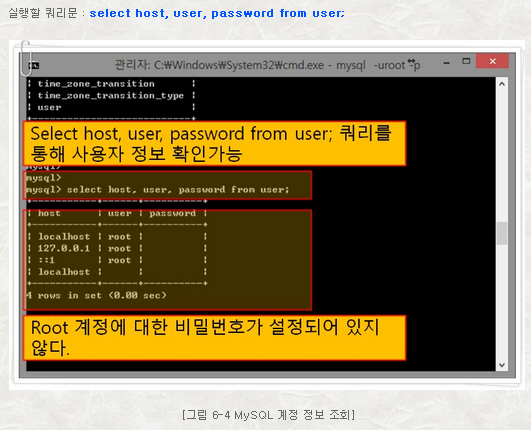 실행할 쿼리문 : select host, user, password from user;
관리자: C:\Windows\System32\cmd.exe - mysql -uroot -p
| time_zone_transition |
| time_zone_transition_type |
| user |
Select host, user, password from user; 쿼리를
통해 사용자 정보 확인가능
mysql>
mysql> select host, user, password from user;
+-----------+------+----------+
| host | user | password |
+-----------+------+----------+
| localhost | root | |
| 127.0.0.1 | root | |
| ::1 | root | |
| localhost | | |
+-----------+------+----------+
4 rows in set (0.00 sec)
Root 계정에 대한 비밀번호가 설정되어 있지
않다.
[그림 6-4 MySQL 계정 정보 조회]